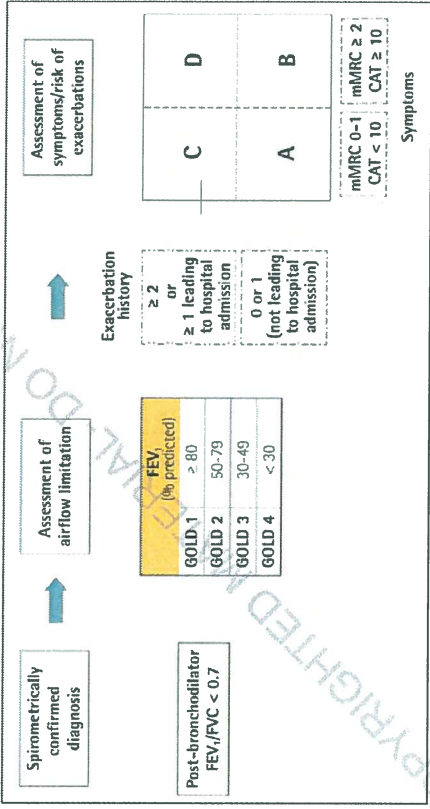 Spirometrically
confirmed
diagnosis
Assessment of
airflow limitation
Assessment of
symptoms/risk of
exacerbations
Post-bronchodilator
FEV₁/FVC < 0.7
FEV₁
(% predicted)
GOLD 1 ≥ 80
GOLD 2 50-79
GOLD 3 30-49
GOLD 4 < 30
Exacerbation
history
≥ 2
or
≥ 1 leading
to hospital
admission
0 or 1
(not leading
to hospital
admission)
C D
A B
mMRC 0-1
CAT < 10
mMRC ≥ 2
CAT ≥ 10
Symptoms
PYRIGHTED MATERIAL- DO